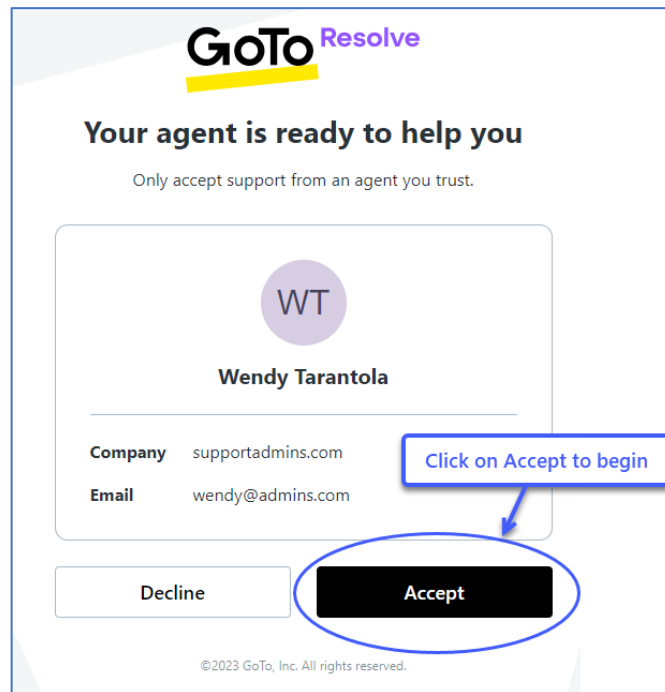 GoTo Resolve
Your agent is ready to help you
Only accept support from an agent you trust.
WT
Wendy Tarantola
Company supportadmins.com
Email wendy@admins.com
Click on Accept to begin
Decline Accept
©2023 GoTo, Inc. All rights reserved.